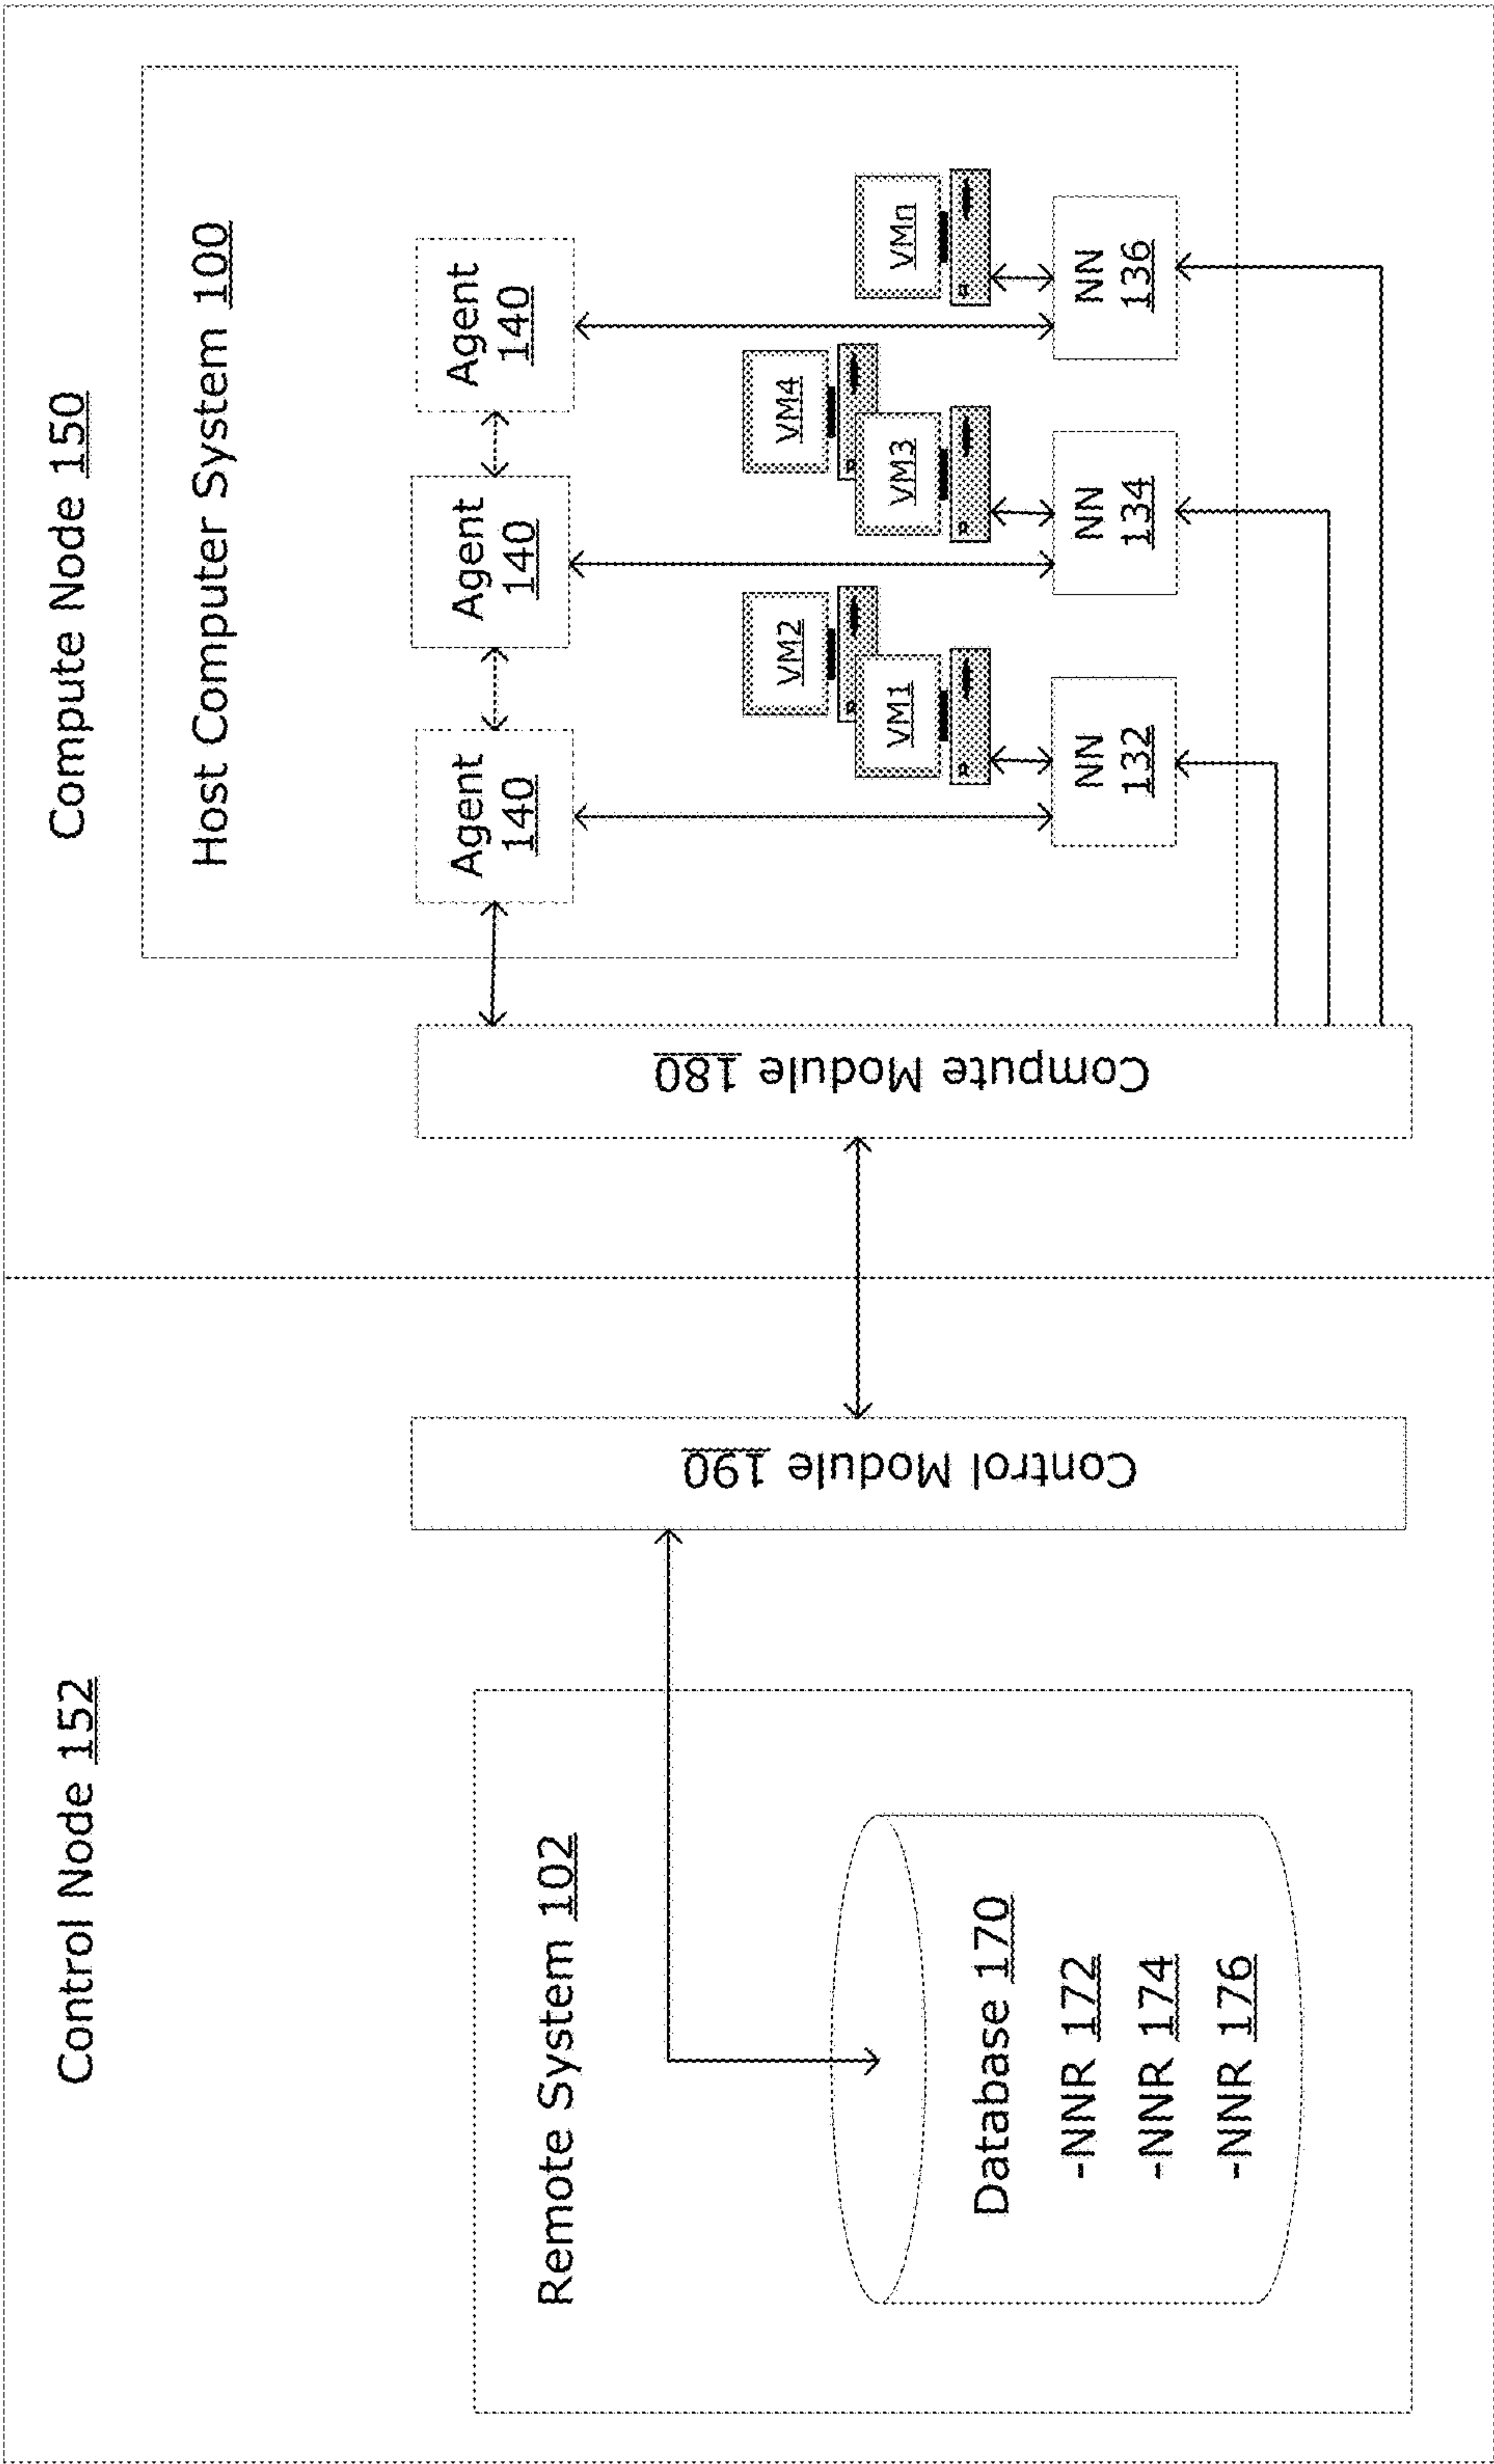 Control Node 152
Remote System 102
Database 170
-NNR 172
-NNR 174
-NNR 176
Control Module 190
Compute Node 150
Compute Module 180
Host Computer System 100
Agent
140
Agent
140
Agent
140
VM2
VM1
VM4
VM3
VMn
NN
132
NN
134
NN
136